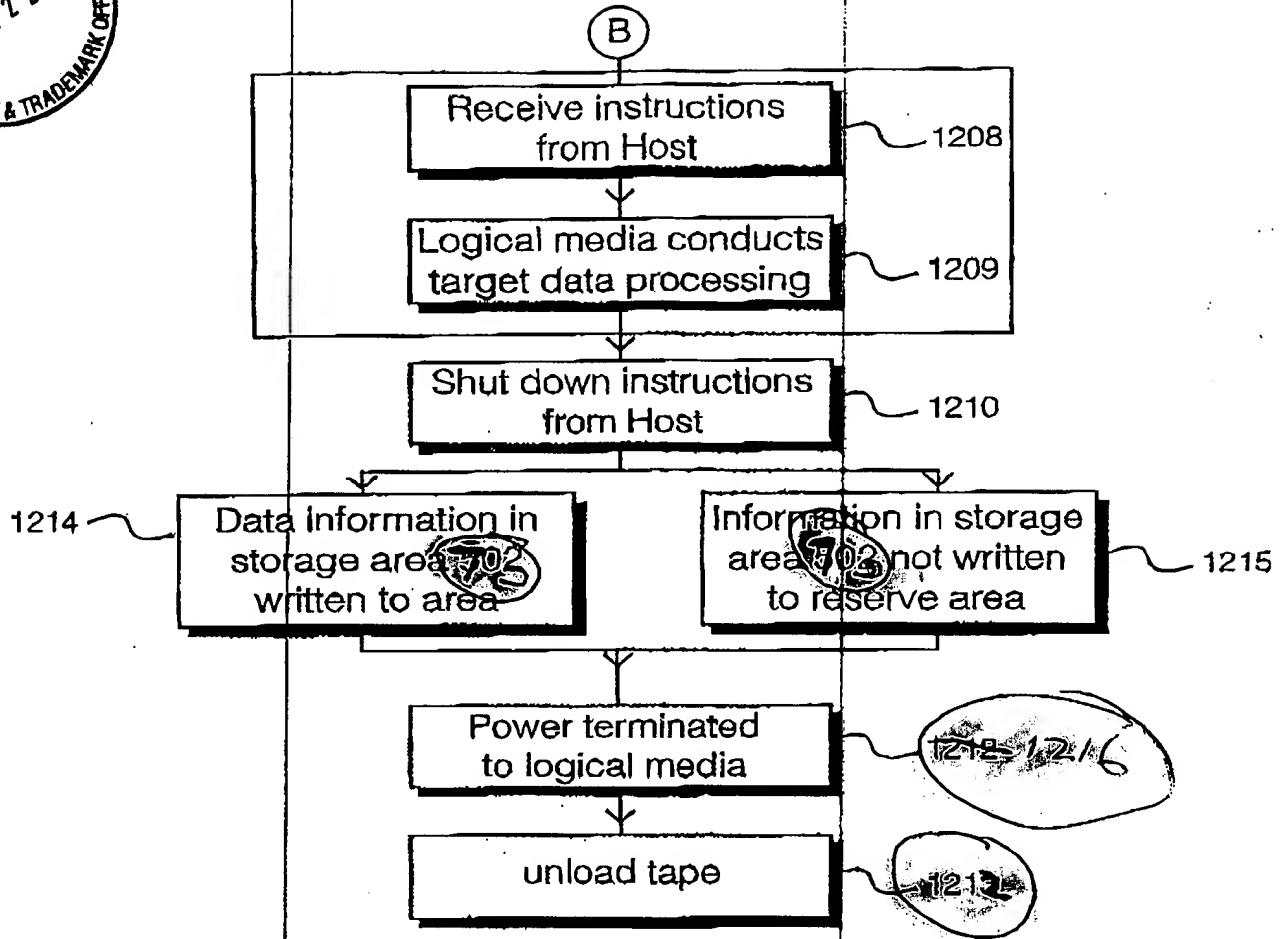 & TRADEMARK OFF
B
Receive instructions
from Host
1208
Logical media conducts
target data processing
1209
Shut down instructions
from Host
1210
1214
Data information in
storage area
written to area
Information in storage
area 703 not written
to reserve area
1215
Power terminated
to logical media
1216
unload tape